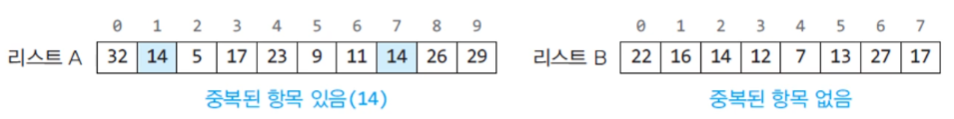 0 1 2 3 4 5 6 7 8 9 0 1 2 3 4 5 6 7
리스트 A 32 14 5 17 23 9 11 14 26 29 리스트 B 22 16 14 12 7 13 27 17
중복된 항목 있음(14) 중복된 항목 없음